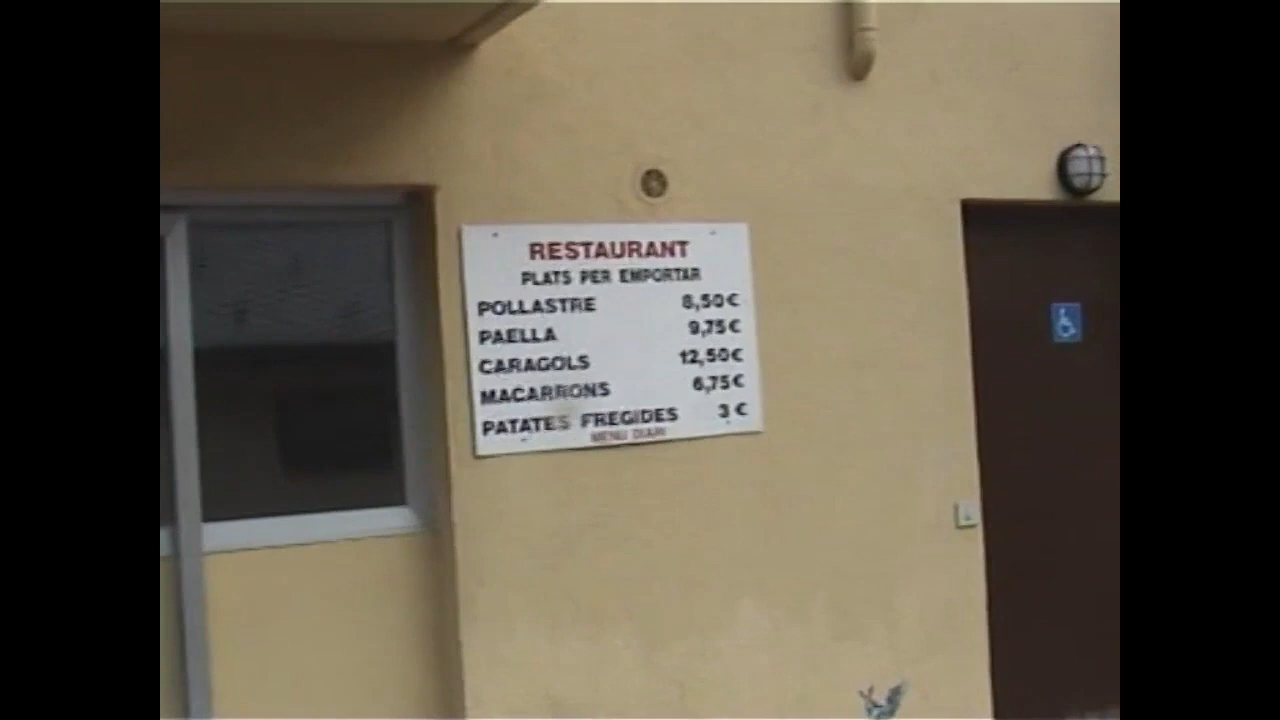 RESTAURANT
PLATS PER EMPORTAR
POLLASTRE 8,50€
PAELLA 9,75€
CARAGOLS 12,50€
MACARRONS 6,75€
PATATES FREGIDES 3 €
MENU DIARI